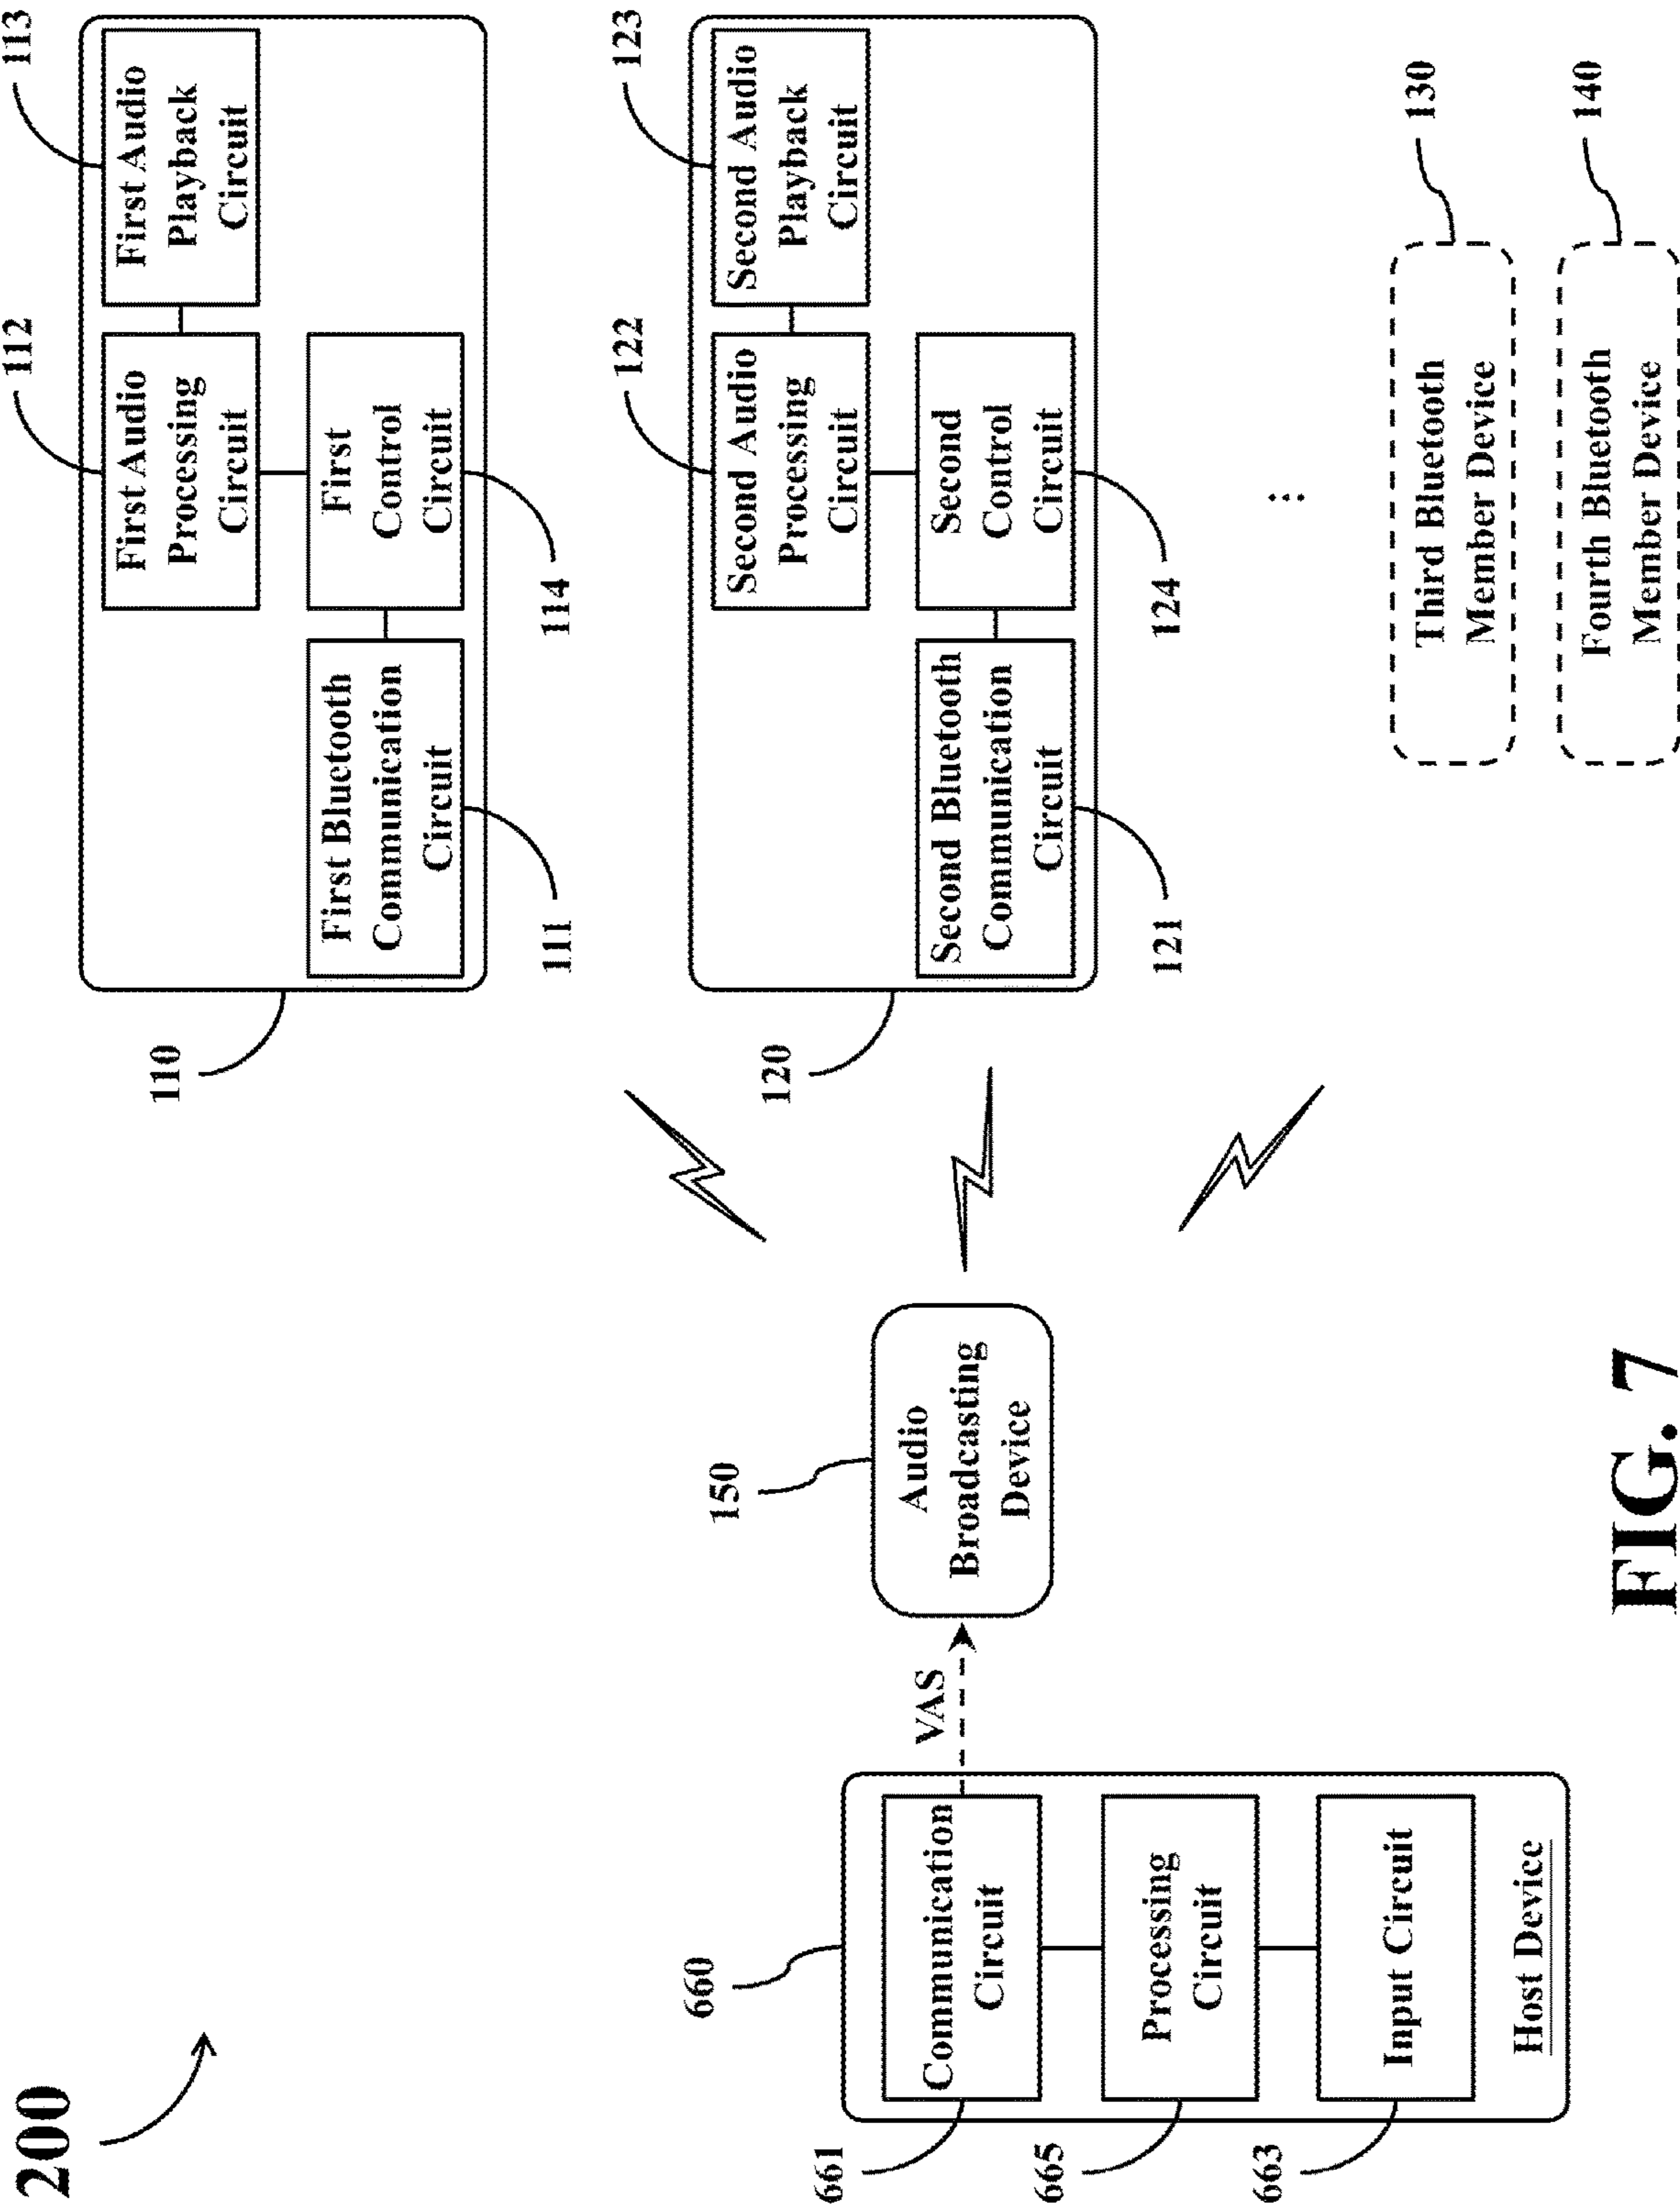 200
110
112
113
First Audio
Processing
Circuit
First Audio
Playback
Circuit
First Bluetooth
Communication
Circuit
First
Control
Circuit
111
114
120
122
123
Second Audio
Processing
Circuit
Second Audio
Playback
Circuit
Second Bluetooth
Communication
Circuit
Second
Control
Circuit
121
124
660
150
661
Communication
Circuit
VAS
Audio
Broadcasting
Device
665
Processing
Circuit
663
Input Circuit
Host Device
Third Bluetooth
Member Device
130
Fourth Bluetooth
Member Device
140
FIG. 7